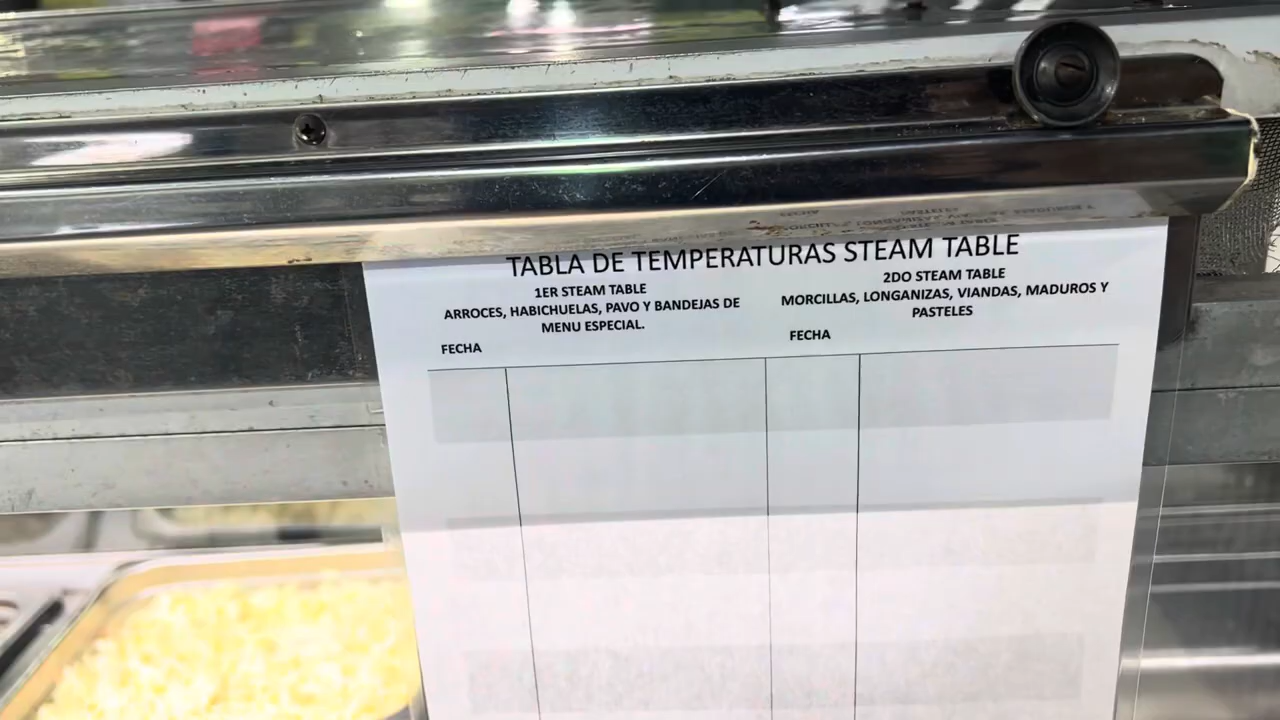 TABLA DE TEMPERATURAS STEAM TABLE
1ER STEAM TABLE
ARROCES, HABICHUELAS, PAVO Y BANDEJAS DE
MENU ESPECIAL.
FECHA
2DO STEAM TABLE
MORCILLAS, LONGANIZAS, VIANDAS, MADUROS Y
PASTELES
FECHA